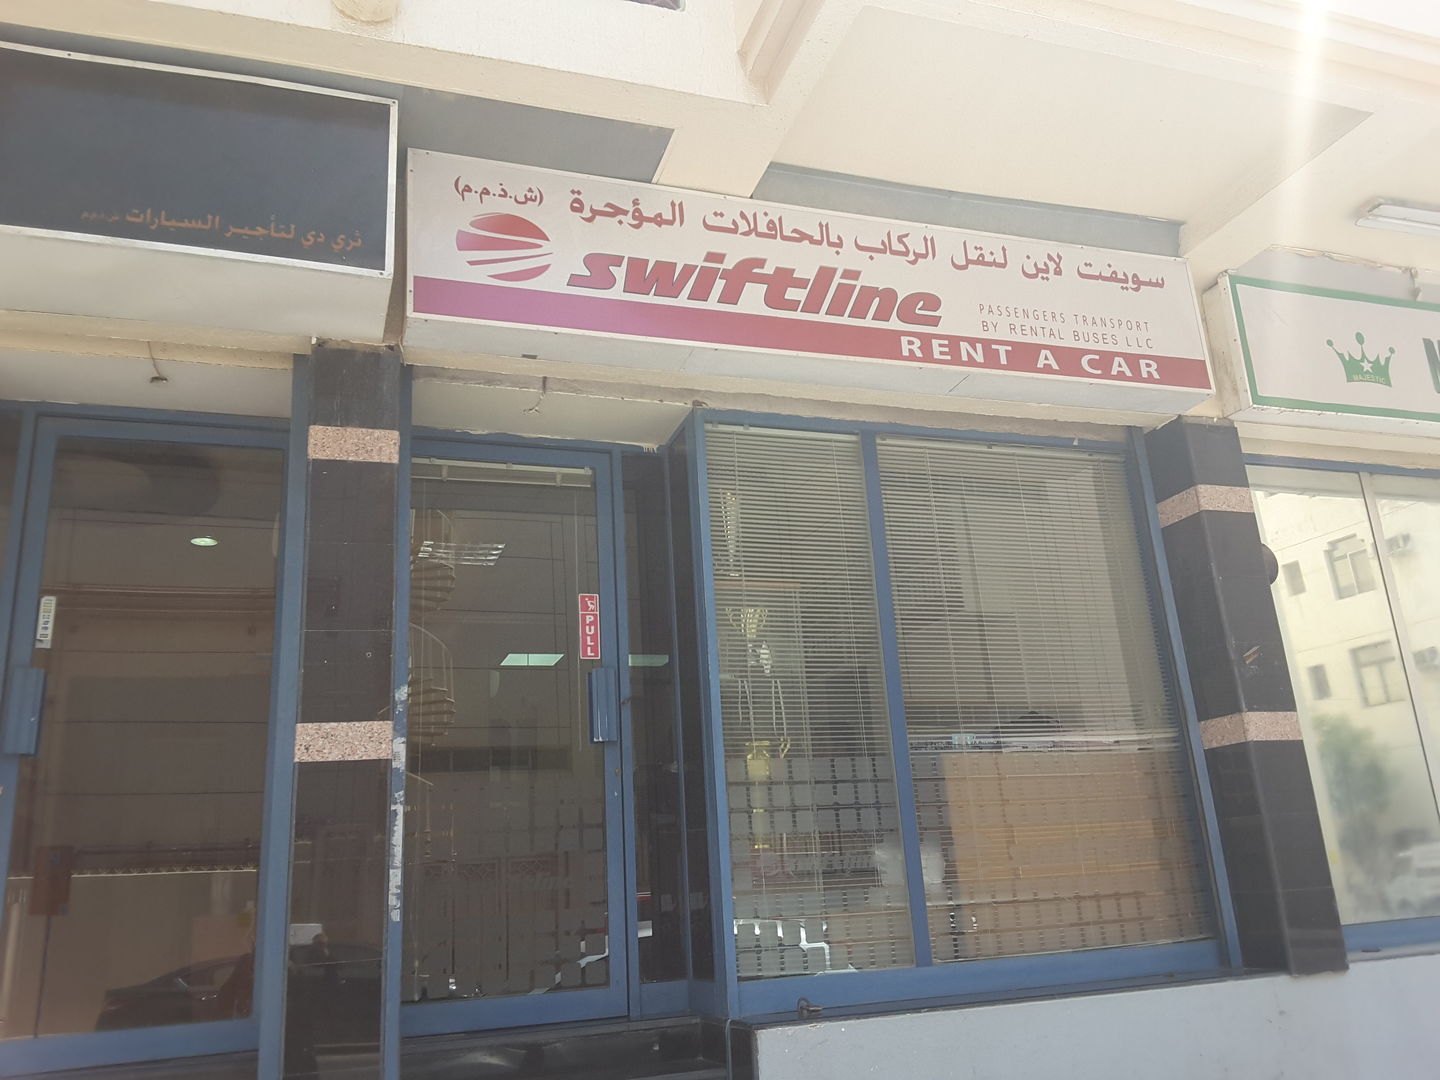 ثري دي لتأجير السيارات
سويفت لاين لنقل الركاب بالحافلات المؤجرة (ش.ذ.م.م)
swiftline
PASSENGERS TRANSPORT
BY RENTAL BUSES LLC
RENT A CAR
MAJESTIC
PULL